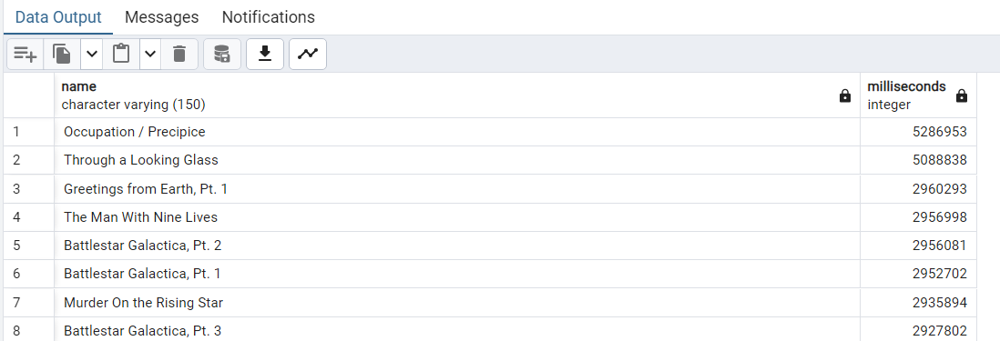 Data Output Messages Notifications
name milliseconds
character varying (150) integer
1 Occupation / Precipice 5286953
2 Through a Looking Glass 5088838
3 Greetings from Earth, Pt. 1 2960293
4 The Man With Nine Lives 2956998
5 Battlestar Galactica, Pt. 2 2956081
6 Battlestar Galactica, Pt. 1 2952702
7 Murder On the Rising Star 2935894
8 Battlestar Galactica, Pt. 3 2927802